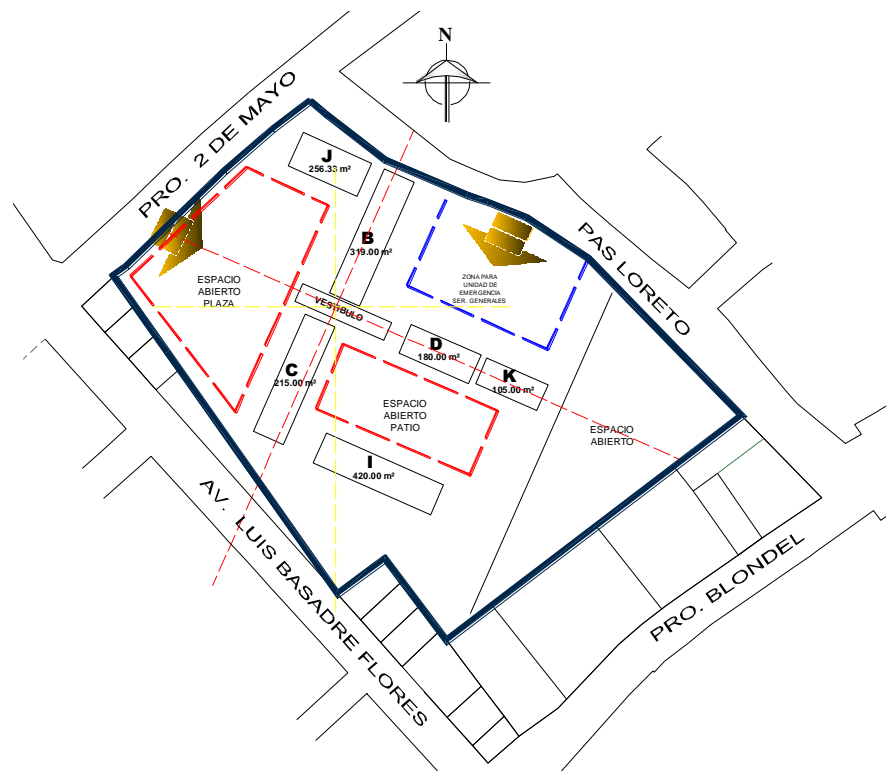 N
PRO. 2 DE MAYO
J
256.33 m²
B
319.00 m²
PAS LORETO
ZONA PARA
UNIDAD DE
EMERGENCIA
SER. GENERALES
ESPACIO
ABIERTO
PLAZA
VESTIBULO
D
180.00 m²
K
105.00 m²
C
215.00 m²
ESPACIO
ABIERTO
PATIO
ESPACIO
ABIERTO
I
420.00 m²
AV. LUIS BASADRE FLORES
PRO. BLONDEL